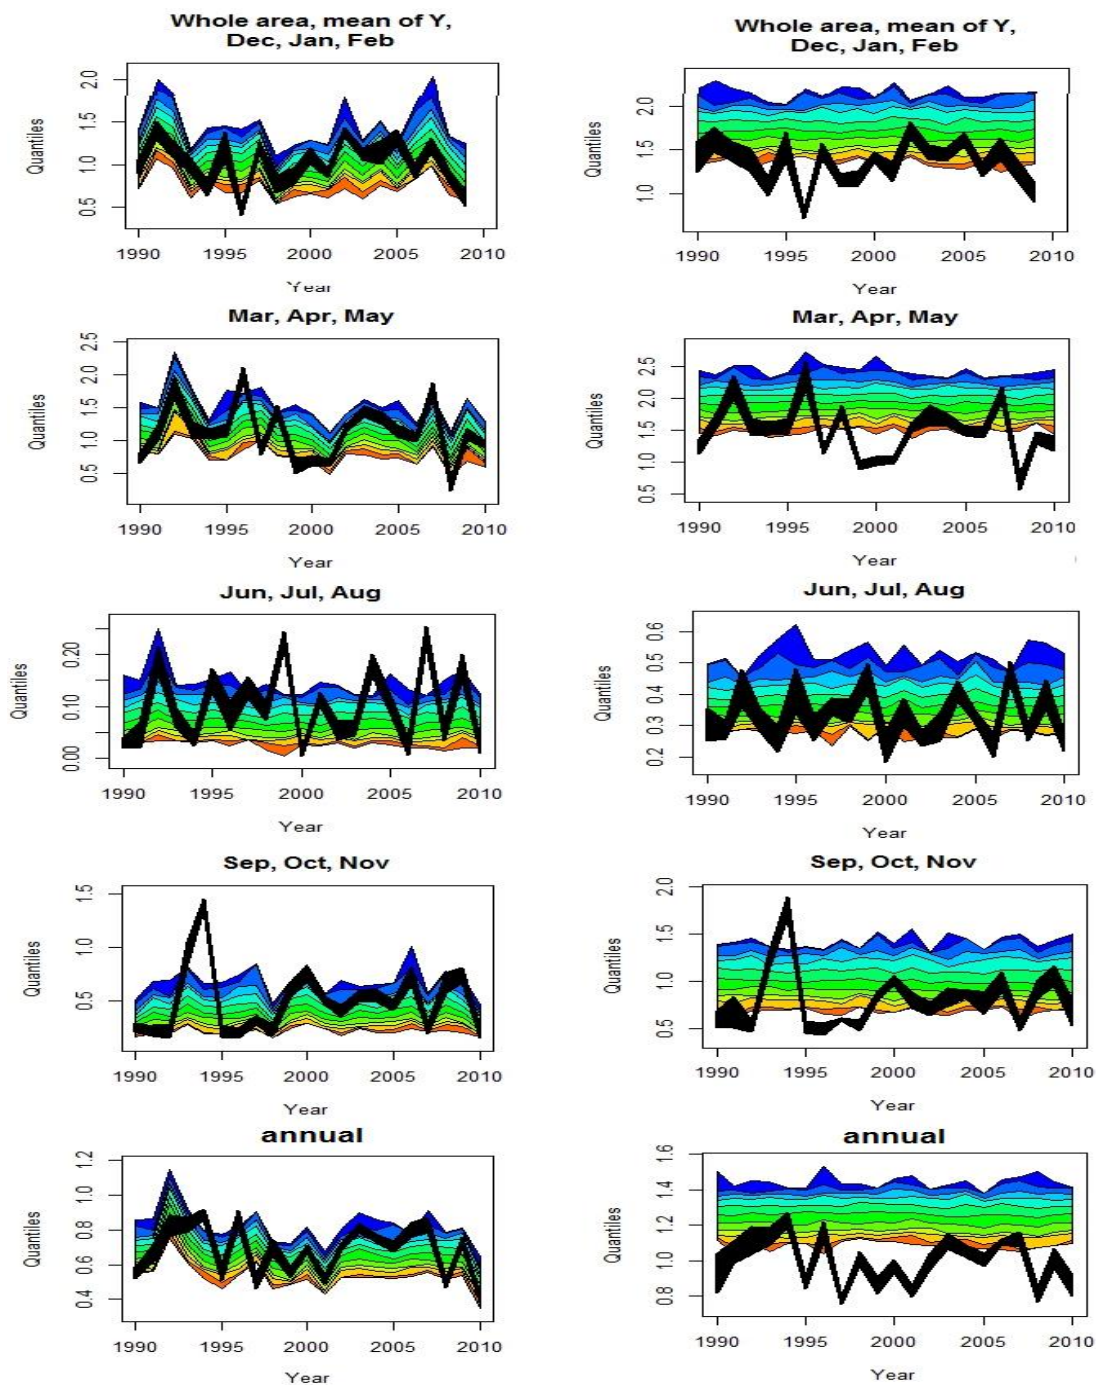 Whole area, mean of Y,
Dec, Jan, Feb
Quantiles
2.0
1.5
1.0
0.5
1990 1995 2000 2005 2010
Year
Whole area, mean of Y,
Dec, Jan, Feb
Quantiles
2.0
1.5
1.0
1990 1995 2000 2005 2010
Year
Mar, Apr, May
Quantiles
2.5
2.0
1.5
1.0
0.5
1990 1995 2000 2005 2010
Year
Mar, Apr, May
Quantiles
2.5
2.0
1.5
1.0
0.5
1990 1995 2000 2005 2010
Year
Jun, Jul, Aug
Quantiles
0.20
0.10
0.00
1990 1995 2000 2005 2010
Year
Jun, Jul, Aug
Quantiles
0.6
0.5
0.4
0.3
0.2
1990 1995 2000 2005 2010
Year
Sep, Oct, Nov
Quantiles
1.5
1.0
0.5
1990 1995 2000 2005 2010
Year
Sep, Oct, Nov
Quantiles
2.0
1.5
1.0
0.5
1990 1995 2000 2005 2010
Year
annual
Quantiles
1.2
1.0
0.8
0.6
0.4
1990 1995 2000 2005 2010
Year
annual
Quantiles
1.6
1.4
1.2
1.0
0.8
1990 1995 2000 2005 2010
Year